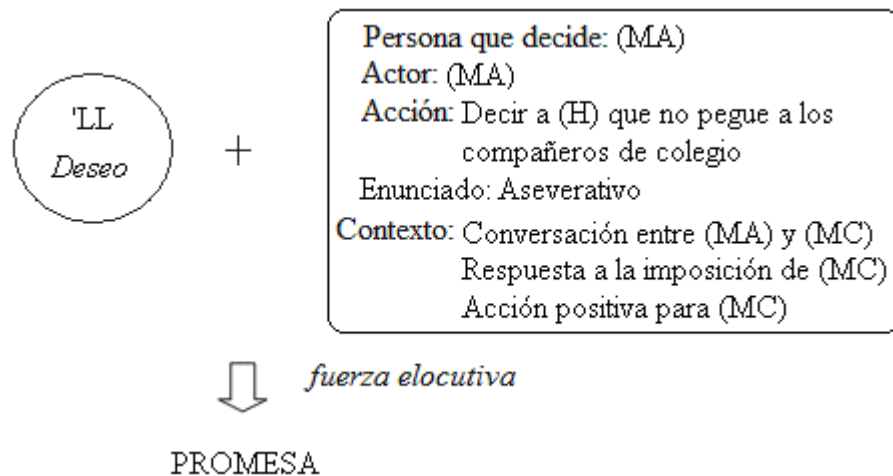 Persona que decide: (MA)
Actor: (MA)
'LL
Deseo
+
Acción: Decir a (H) que no pegue a los
compañeros de colegio
Enunciado: Aseverativo
Contexto: Conversación entre (MA) y (MC)
Respuesta a la imposición de (MC)
Acción positiva para (MC)
fuerza elocutiva
PROMESA